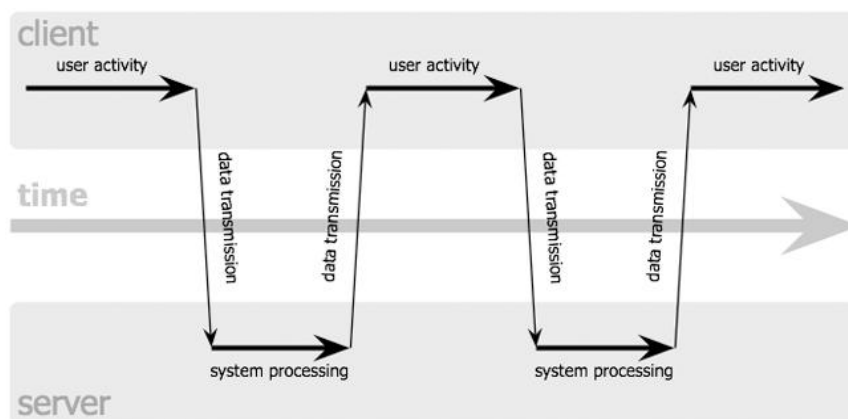 client
user activity
user activity
user activity
data transmission
data transmission
data transmission
data transmission
time
system processing
system processing
server